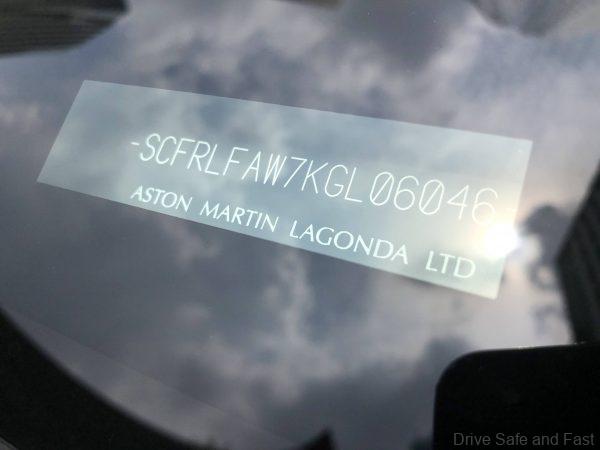 -SCFRLFAW7KGL06046
ASTON MARTIN LAGONDA LTD
Drive Safe and Fast